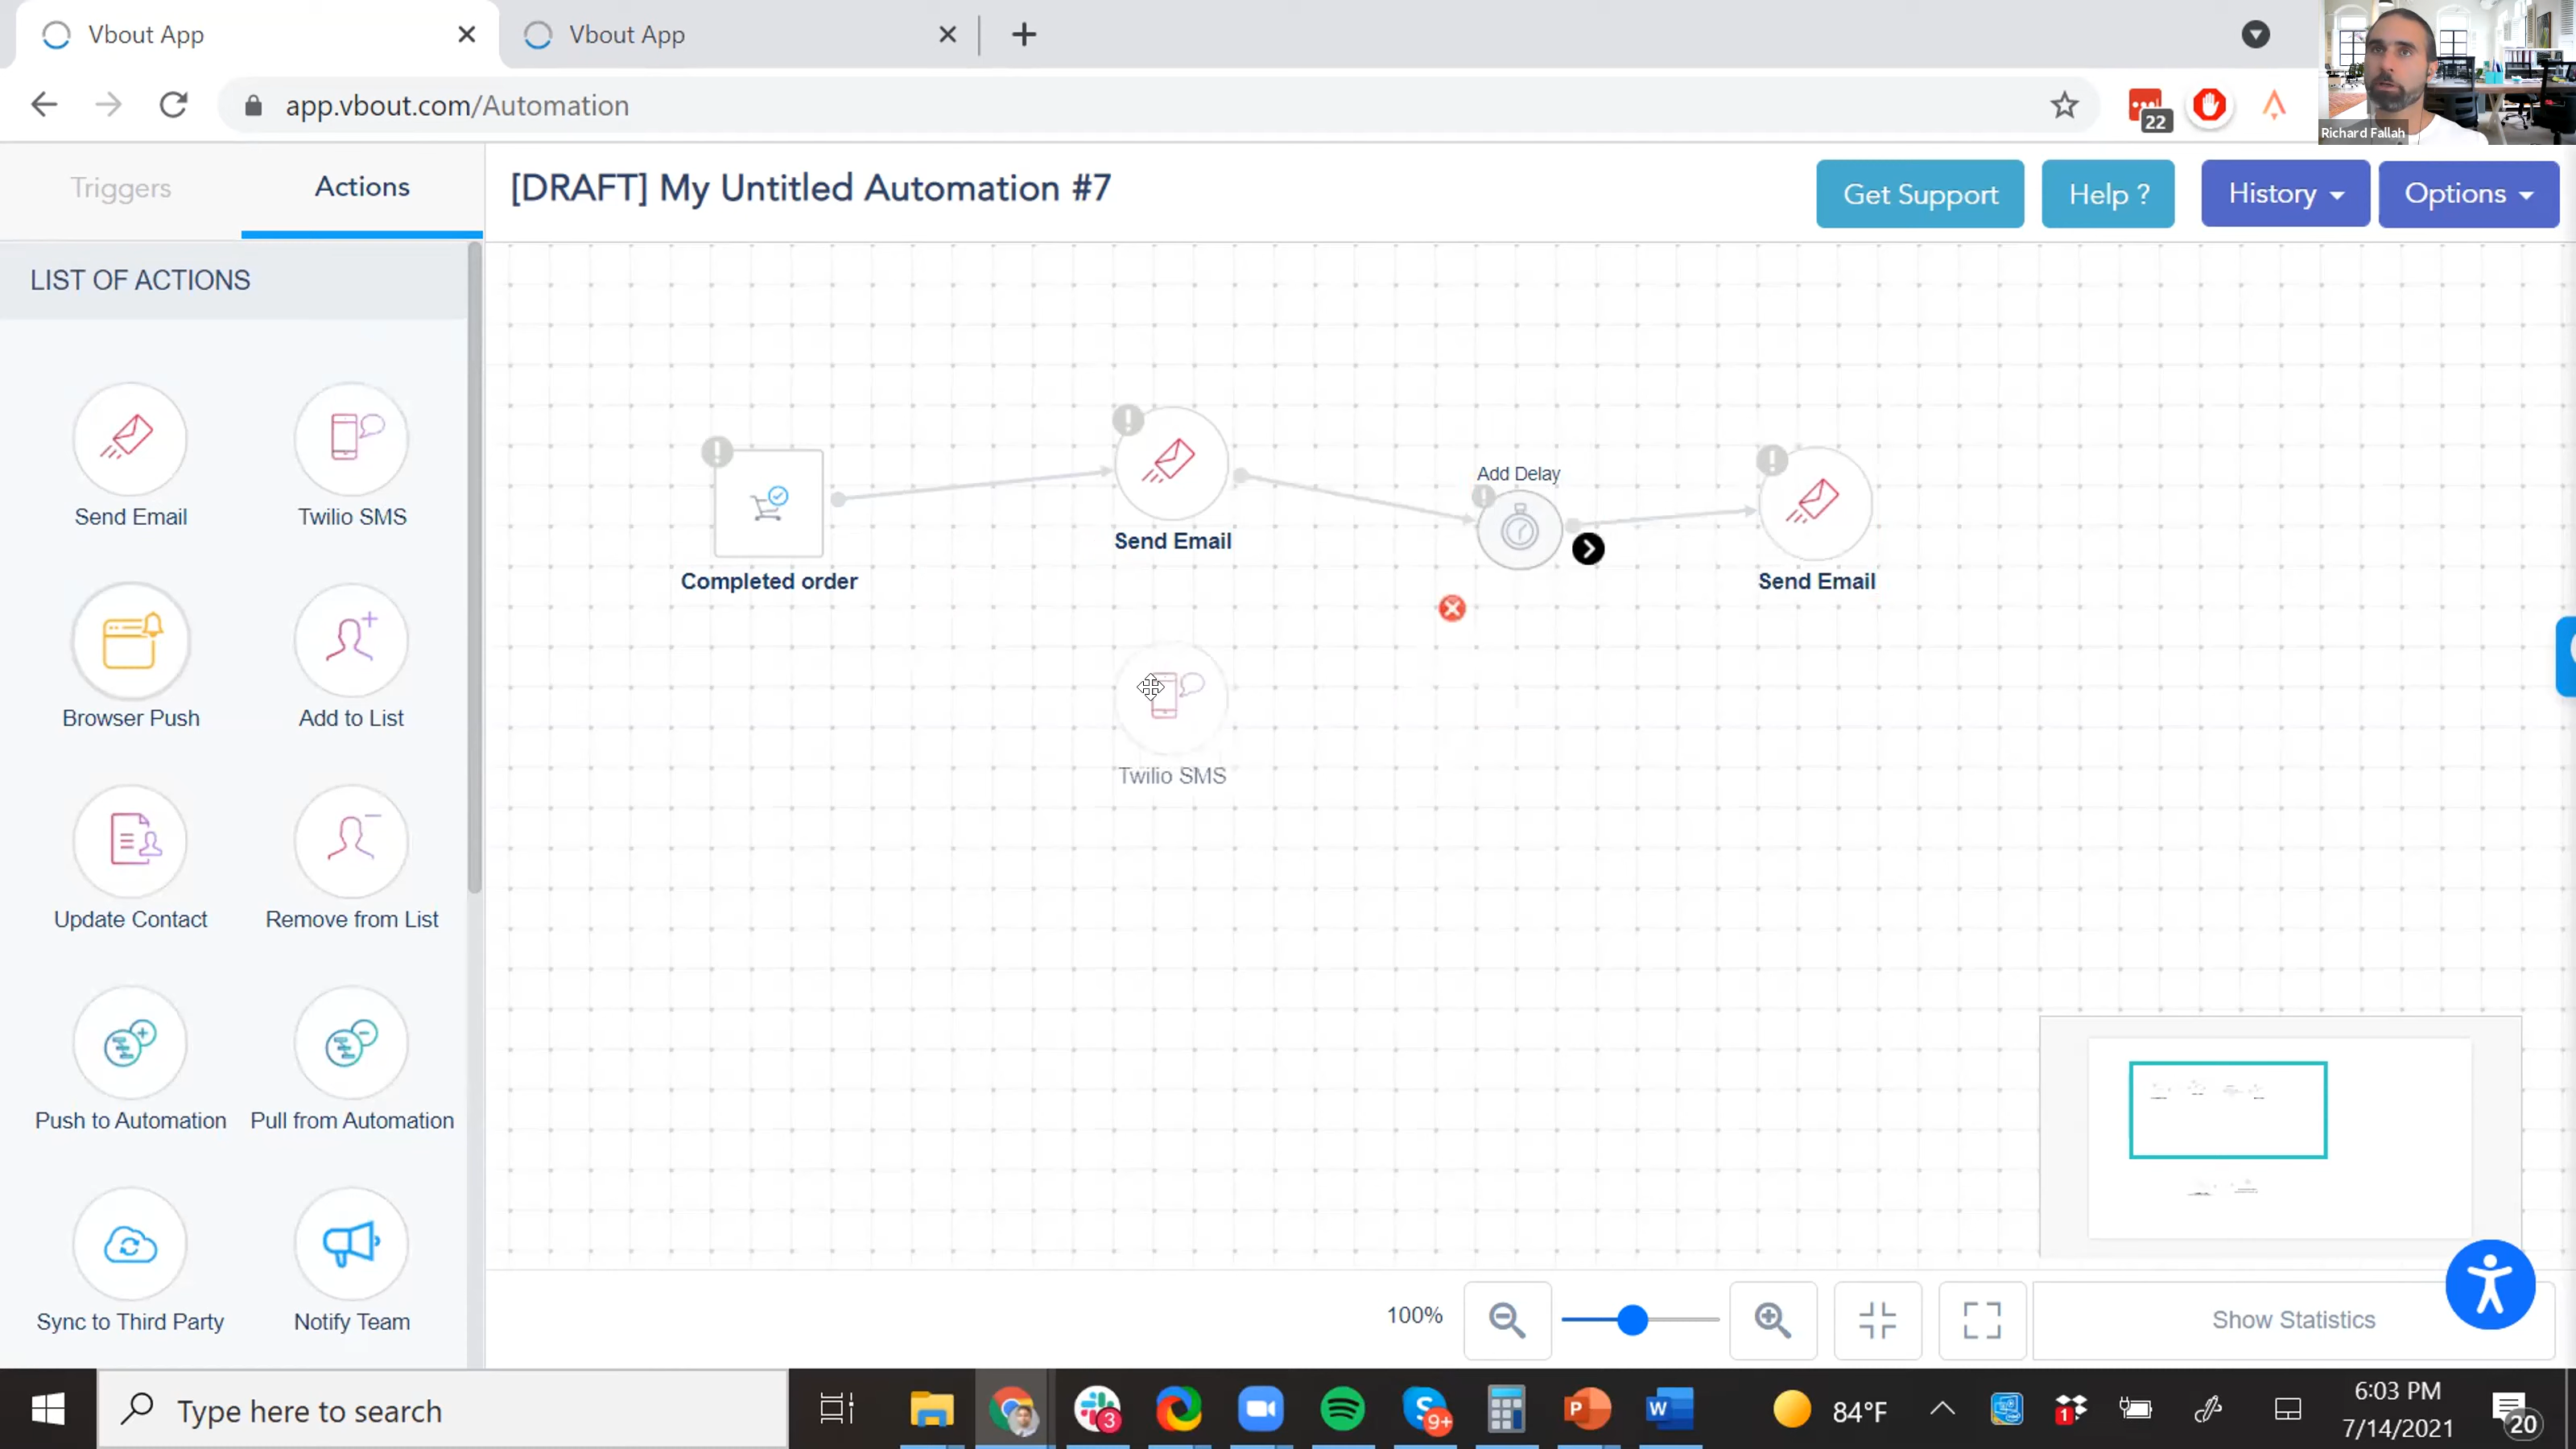 Vbout App
Vbout App
app.vbout.com/Automation
22
Richard Fallah
Triggers
Actions
[DRAFT] My Untitled Automation #7
Get Support
Help ?
History
Options
LIST OF ACTIONS
Send Email
Twilio SMS
Browser Push
Add to List
Update Contact
Remove from List
Push to Automation
Pull from Automation
Sync to Third Party
Notify Team
Completed order
Send Email
Add Delay
Send Email
Twilio SMS
100%
Show Statistics
Type here to search
3
S
9+
P
W
84°F
1
6:03 PM
7/14/2021
20